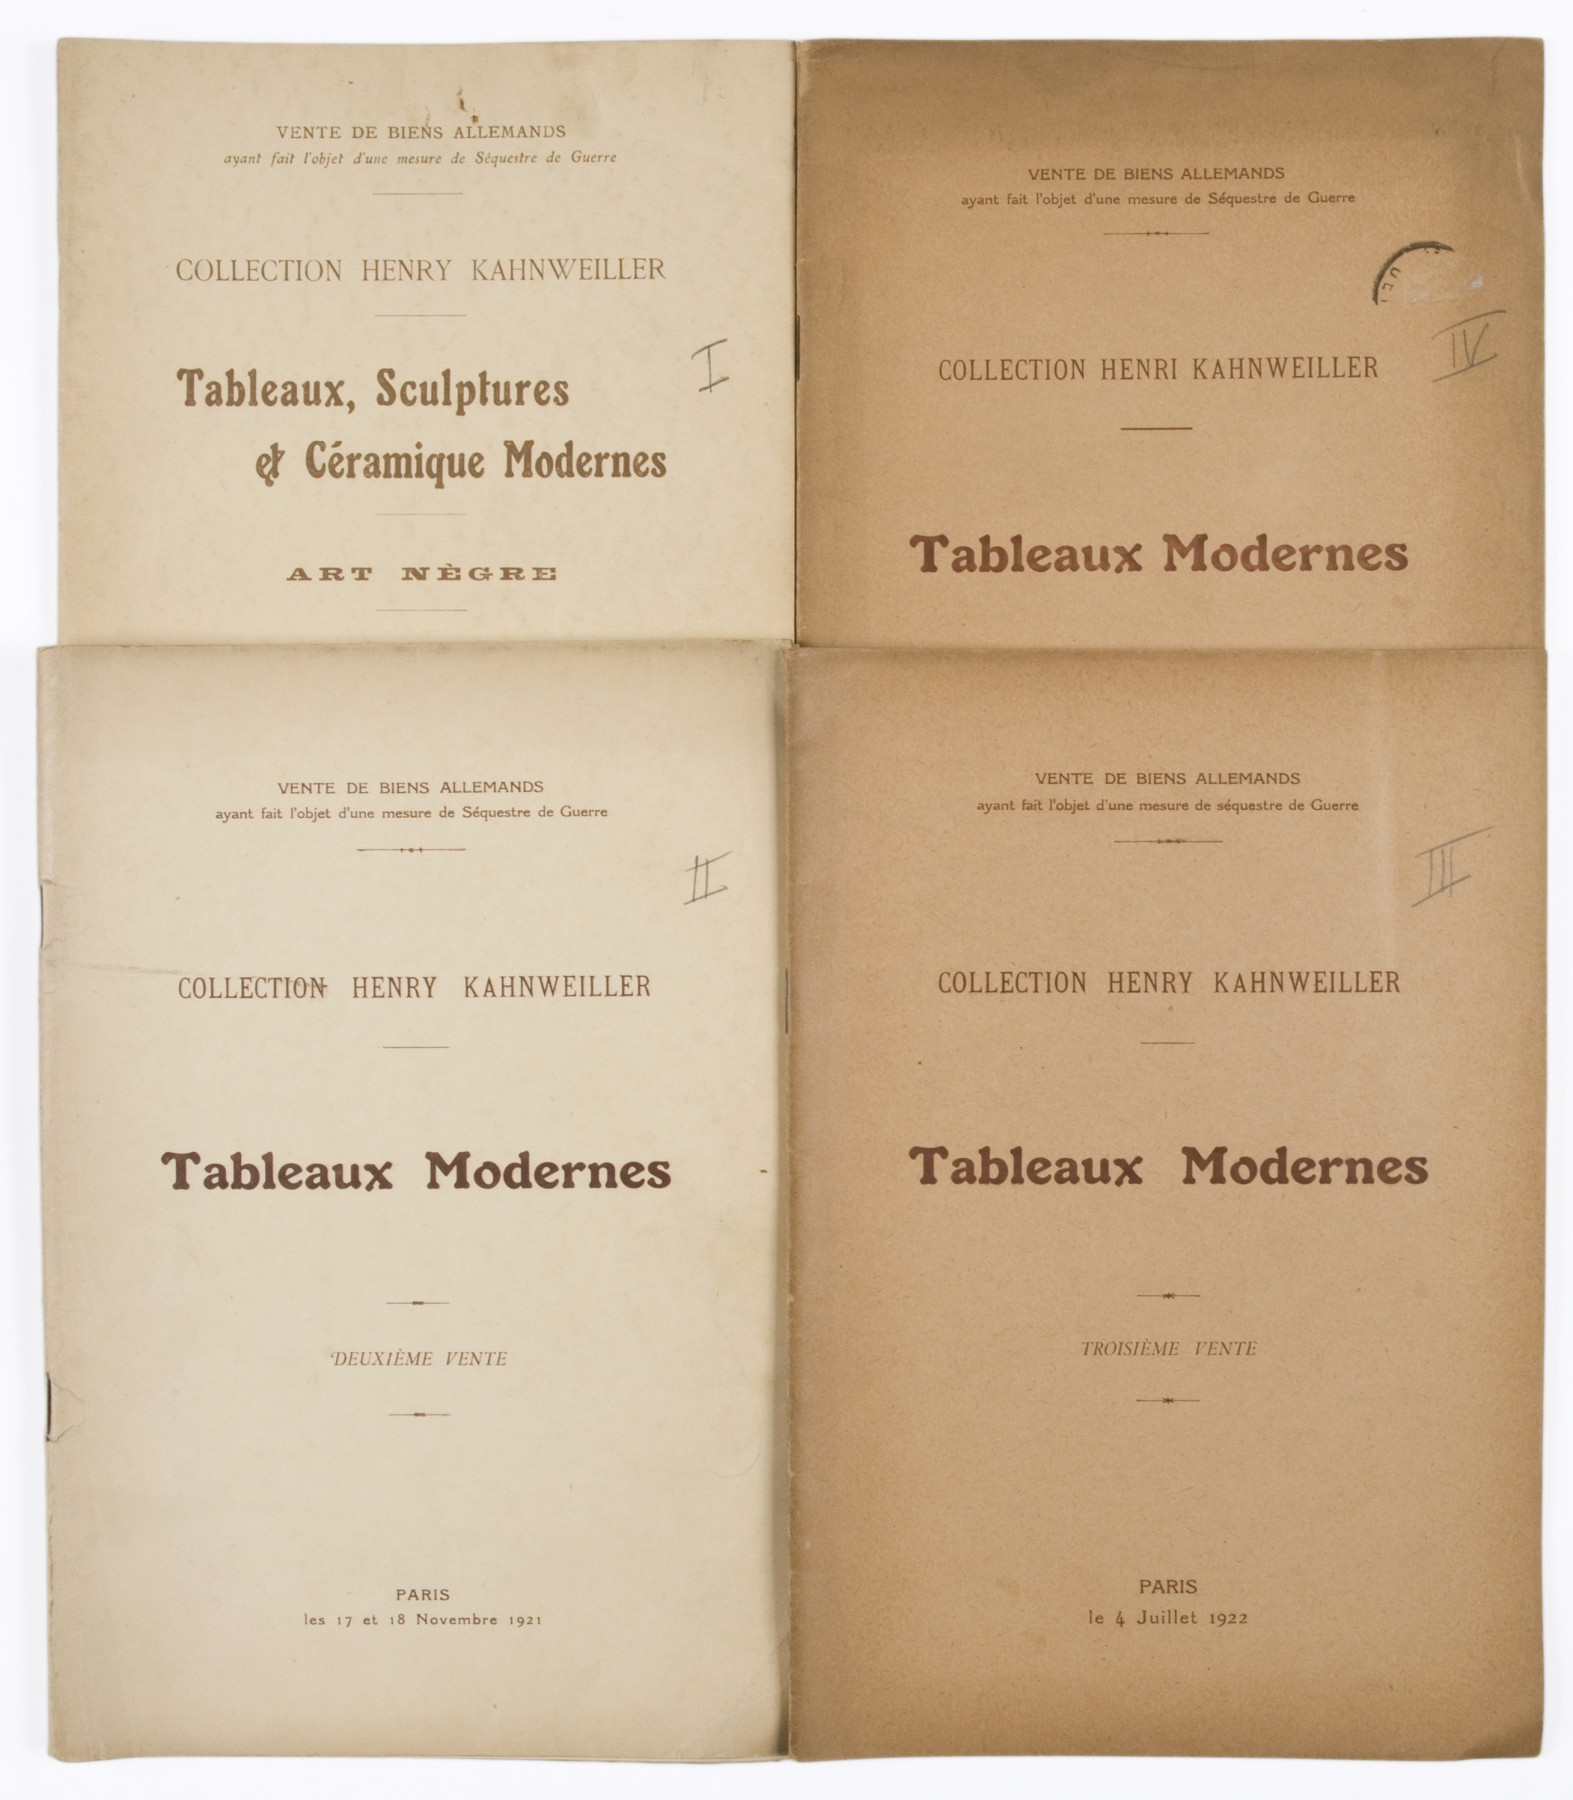 VENTE DE BIENS ALLEMANDS
ayant fait l'objet d'une mesure de Séquestre de Guerre
COLLECTION HENRY KAHNWEILLER
I
Tableaux, Sculptures
et Céramique Modernes
ART NÈGRE
VENTE DE BIENS ALLEMANDS
ayant fait l'objet d'une mesure de Séquestre de Guerre
COLLECTION HENRI KAHNWEILLER
IV
Tableaux Modernes
VENTE DE BIENS ALLEMANDS
ayant fait l'objet d'une mesure de Séquestre de Guerre
II
COLLECTION HENRY KAHNWEILLER
Tableaux Modernes
DEUXIÈME VENTE
PARIS
les 17 et 18 Novembre 1921
VENTE DE BIENS ALLEMANDS
ayant fait l'objet d'une mesure de séquestre de Guerre
III
COLLECTION HENRY KAHNWEILLER
Tableaux Modernes
TROISIÈME VENTE
PARIS
le 4 Juillet 1922